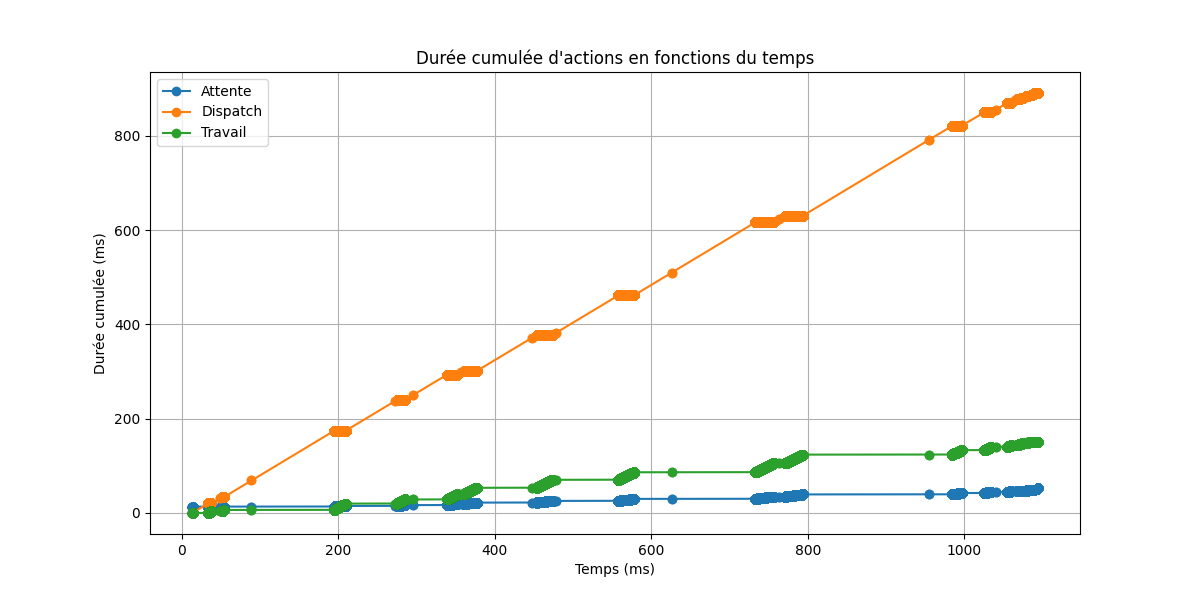 Durée cumulée d'actions en fonctions du temps
Attente
Dispatch
Travail
Durée cumulée (ms)
800
600
400
200
0
0 200 400 600 800 1000
Temps (ms)